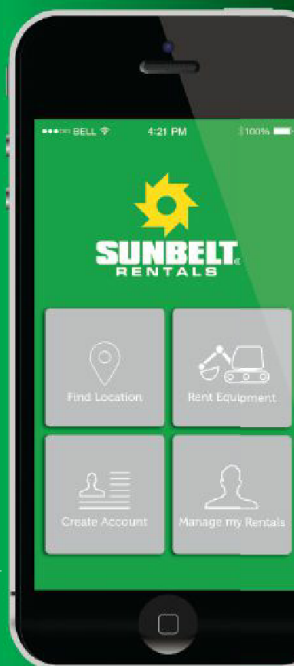 BELL 4:21 PM 100%
SUNBELT
RENTALS
Find Location Rent Equipment
Create Account Manage my Rentals